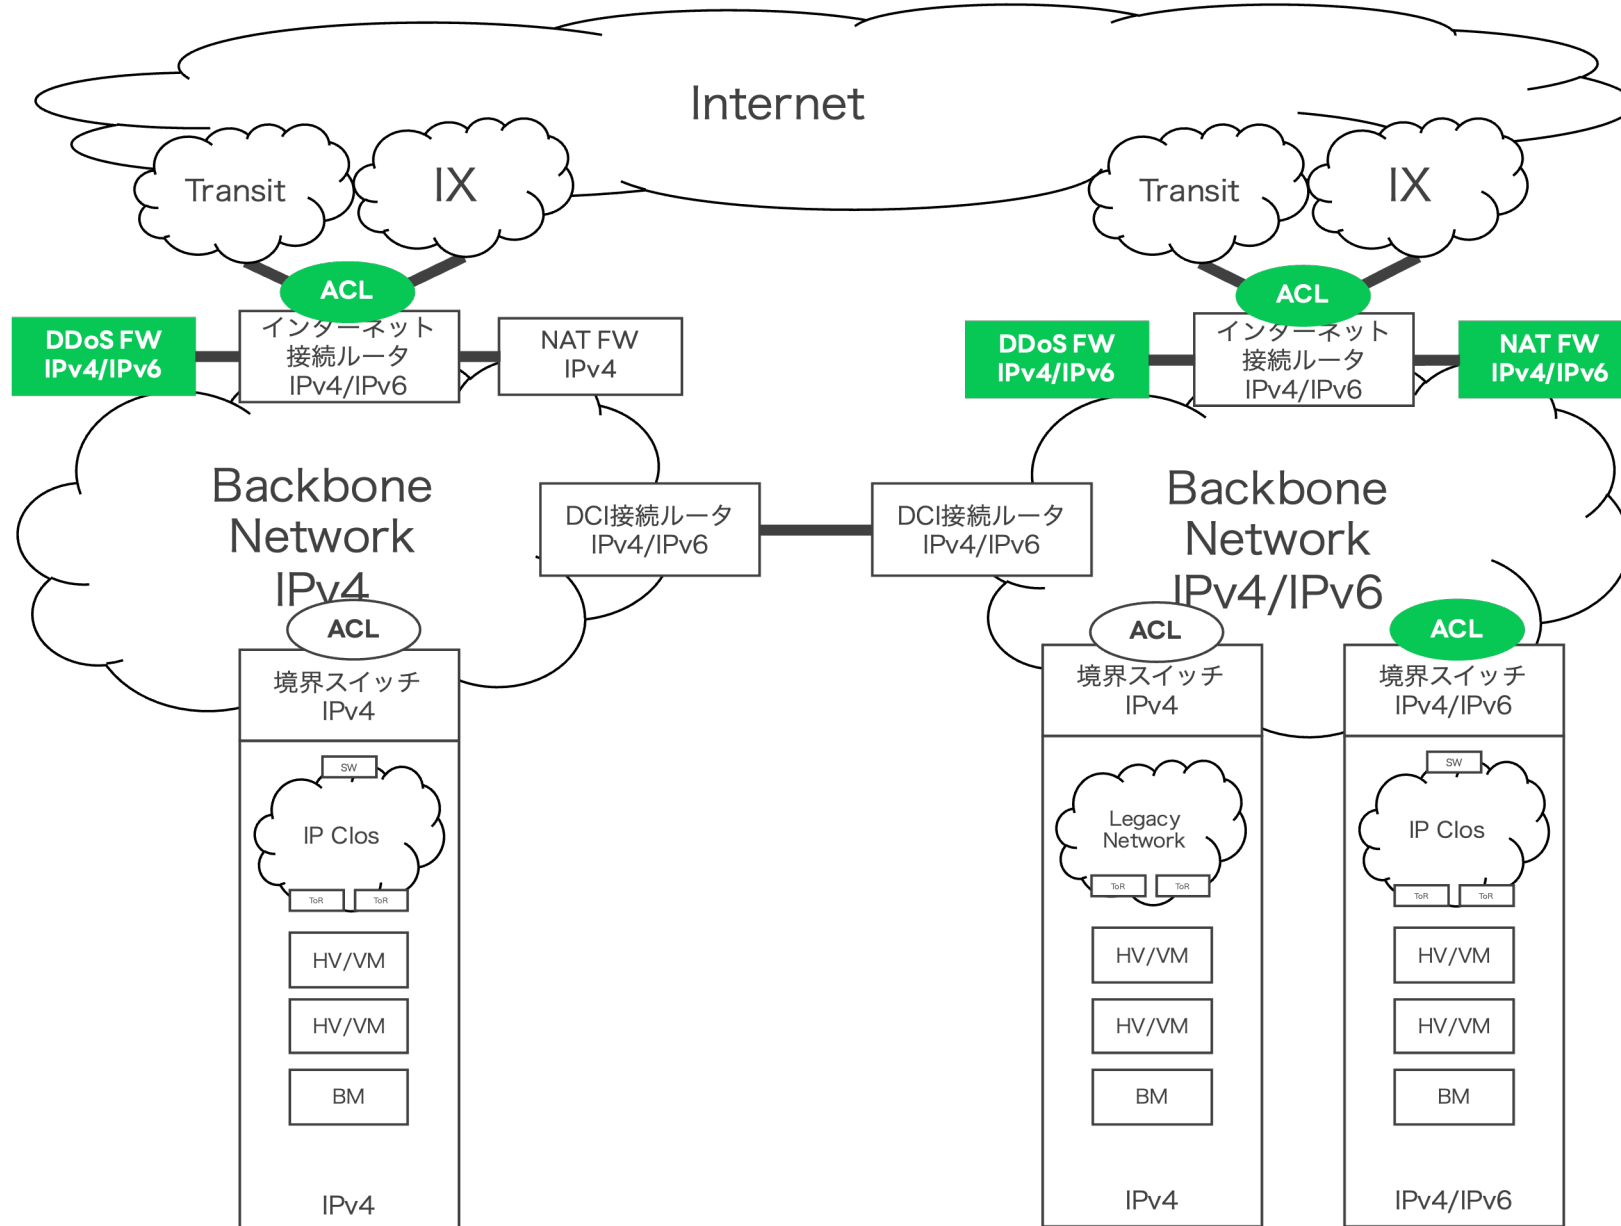 Internet
Transit
IX
ACL
DDoS FW
IPv4/IPv6
インターネット
接続ルータ
IPv4/IPv6
NAT FW
IPv4
Backbone
Network
IPv4
DCI接続ルータ
IPv4/IPv6
ACL
境界スイッチ
IPv4
SW
IP Clos
ToR
ToR
HV/VM
HV/VM
BM
IPv4
Transit
IX
ACL
DDoS FW
IPv4/IPv6
インターネット
接続ルータ
IPv4/IPv6
NAT FW
IPv4/IPv6
Backbone
Network
IPv4/IPv6
DCI接続ルータ
IPv4/IPv6
ACL
境界スイッチ
IPv4
Legacy
Network
ToR
ToR
HV/VM
HV/VM
BM
IPv4
ACL
境界スイッチ
IPv4/IPv6
SW
IP Clos
ToR
ToR
HV/VM
HV/VM
BM
IPv4/IPv6